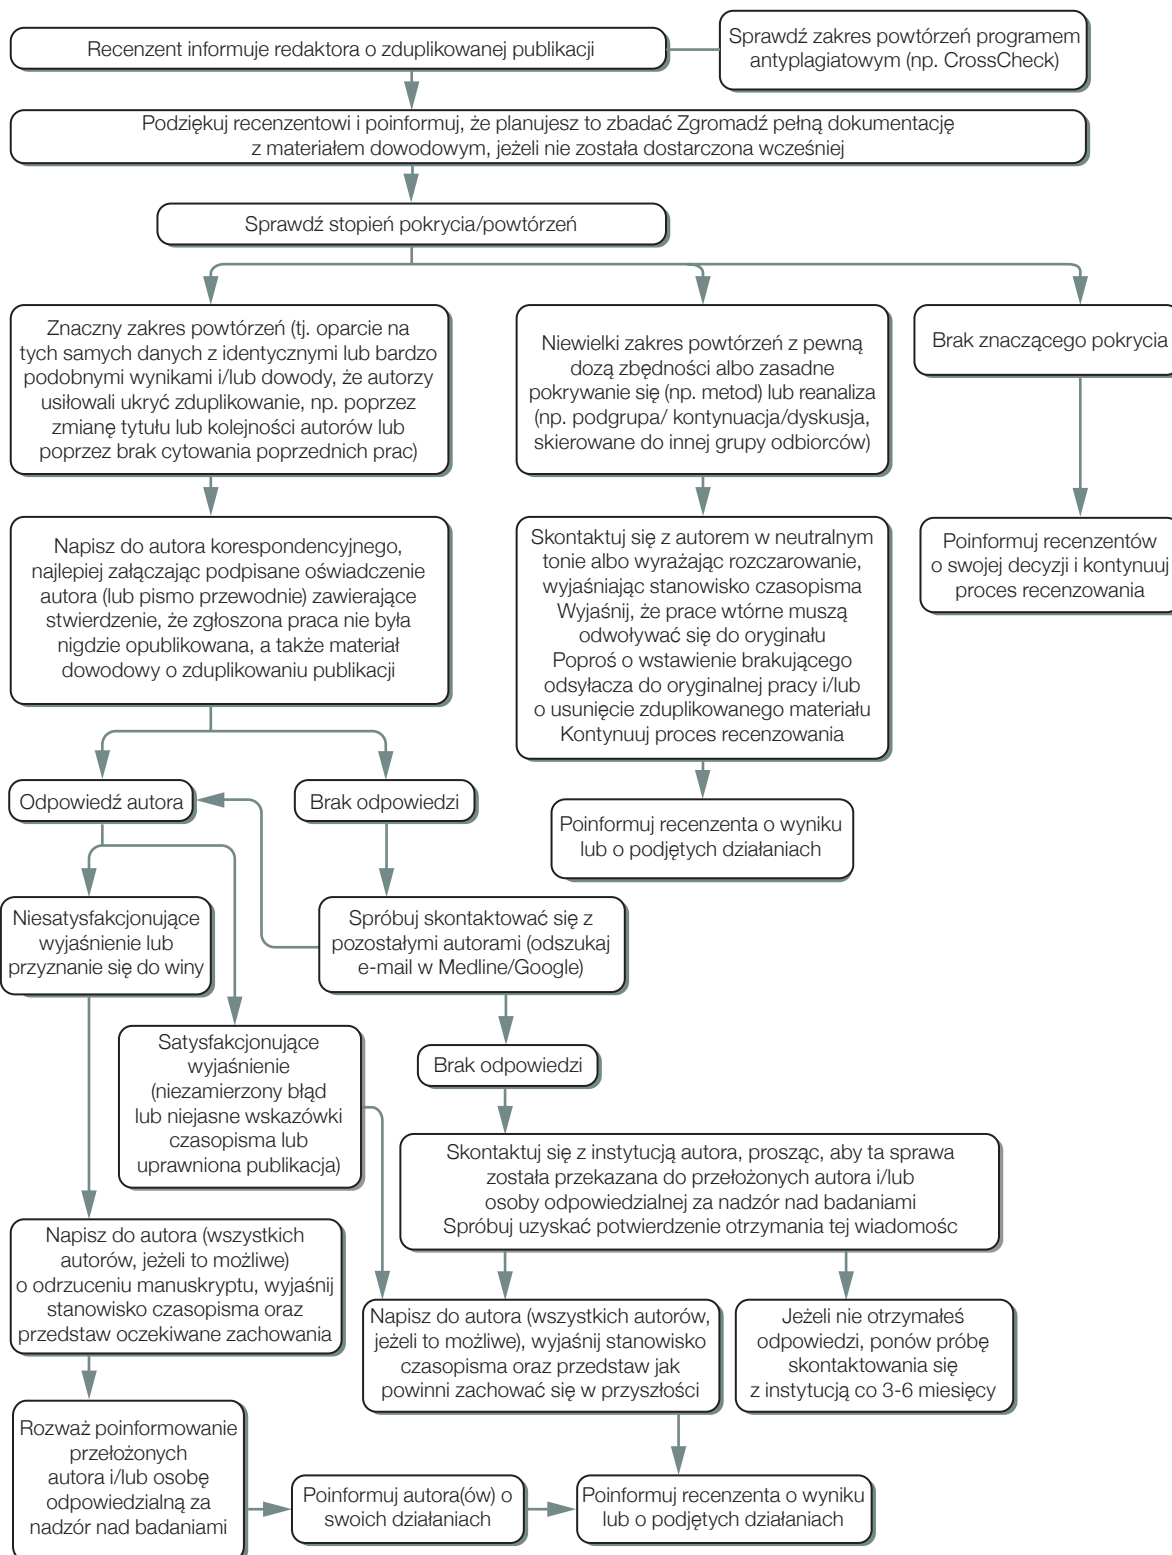 Recenzent informuje redaktora o zduplikowanej publikacji
Sprawdź zakres powtórzeń programem
antyplagiatowym (np. CrossCheck)
Podziękuj recenzentowi i poinformuj, że planujesz to zbadać Zgromadź pełną dokumentację
z materiałem dowodowym, jeżeli nie została dostarczona wcześniej
Sprawdź stopień pokrycia/powtórzeń
Znaczny zakres powtórzeń (tj. oparcie na
tych samych danych z identycznymi lub bardzo
podobnymi wynikami i/lub dowody, że autorzy
usiłowali ukryć zduplikowanie, np. poprzez
zmianę tytułu lub kolejności autorów lub
poprzez brak cytowania poprzednich prac)
Niewielki zakres powtórzeń z pewną
dozą zbędności albo zasadne
pokrywanie się (np. metod) lub reanaliza
(np. podgrupa/ kontynuacja/dyskusja,
skierowane do innej grupy odbiorców)
Brak znaczącego pokrycia
Napisz do autora korespondencyjnego,
najlepiej załączając podpisane oświadczenie
autora (lub pismo przewodnie) zawierające
stwierdzenie, że zgłoszona praca nie była
nigdzie opublikowana, a także materiał
dowodowy o zduplikowaniu publikacji
Skontaktuj się z autorem w neutralnym
tonie albo wyrażając rozczarowanie,
wyjaśniając stanowisko czasopisma
Wyjaśnij, że prace wtórne muszą
odwoływać się do oryginału
Poproś o wstawienie brakującego
odsyłacza do oryginalnej pracy i/lub
o usunięcie zduplikowanego materiału
Kontynuuj proces recenzowania
Poinformuj recenzentów
o swojej decyzji i kontynuuj
proces recenzowania
Odpowiedź autora
Brak odpowiedzi
Poinformuj recenzenta o wyniku
lub o podjętych działaniach
Niesatysfakcjonujące
wyjaśnienie lub
przyznanie się do winy
Spróbuj skontaktować się z
pozostałymi autorami (odszukaj
e-mail w Medline/Google)
Satysfakcjonujące
wyjaśnienie
(niezamierzony błąd
lub niejasne wskazówki
czasopisma lub
uprawniona publikacja)
Brak odpowiedzi
Skontaktuj się z instytucją autora, prosząc, aby ta sprawa
została przekazana do przełożonych autora i/lub
osoby odpowiedzialnej za nadzór nad badaniami
Spróbuj uzyskać potwierdzenie otrzymania tej wiadomośc
Napisz do autora (wszystkich
autorów, jeżeli to możliwe)
o odrzuceniu manuskryptu, wyjaśnij
stanowisko czasopisma oraz
przedstaw oczekiwane zachowania
Napisz do autora (wszystkich autorów,
jeżeli to możliwe), wyjaśnij stanowisko
czasopisma oraz przedstaw jak
powinni zachować się w przyszłości
Jeżeli nie otrzymałeś
odpowiedzi, ponów próbę
skontaktowania się
z instytucją co 3-6 miesięcy
Rozważ poinformowanie
przełożonych
autora i/lub osobę
odpowiedzialną za
nadzór nad badaniami
Poinformuj autora(ów) o
swoich działaniach
Poinformuj recenzenta o wyniku
lub o podjętych działaniach